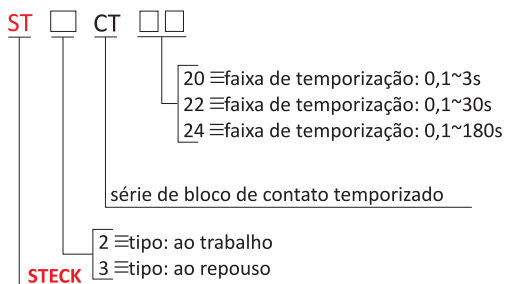 ST □ CT □ □
20 ≡faixa de temporização: 0,1~3s
22 ≡faixa de temporização: 0,1~30s
24 ≡faixa de temporização: 0,1~180s
série de bloco de contato temporizado
2 ≡tipo: ao trabalho
3 ≡tipo: ao repouso
STECK